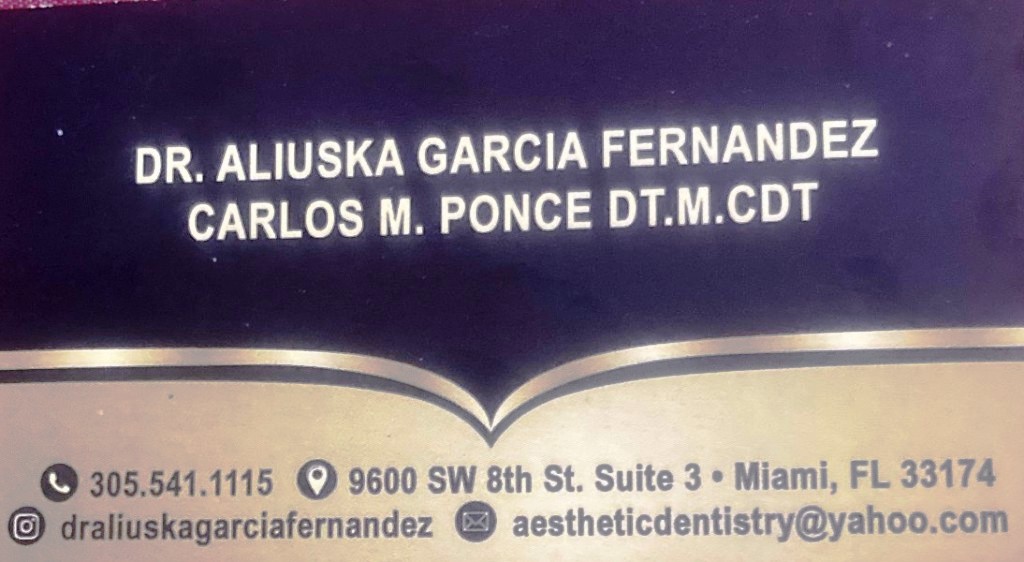 DR. ALIUSKA GARCIA FERNANDEZ
CARLOS M. PONCE DT.M.CDT
305.541.1115 9600 SW 8th St. Suite 3 • Miami, FL 33174
draliuskagarciafernandez aestheticdentistry@yahoo.com